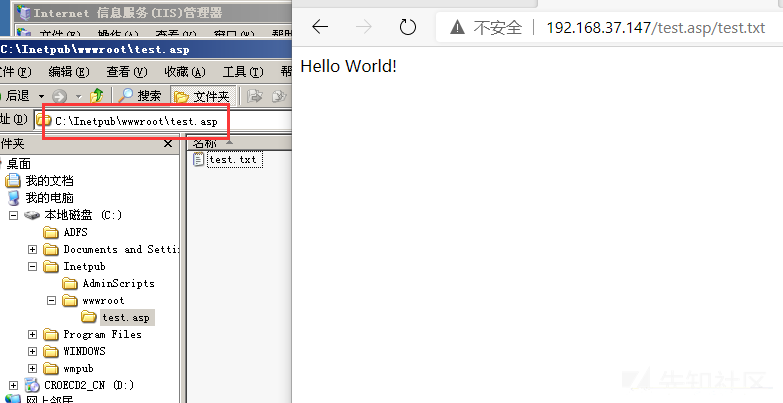 Internet 信息服务(IIS)管理器
文件(F) 操作(A) 查看(V) 窗口(W) 帮助
C:\Inetpub\wwwroot\test.asp
文件(F) 编辑(E) 查看(V) 收藏(A) 工具(T) 帮
后退 搜索 文件夹
址(D) C:\Inetpub\wwwroot\test.asp
件夹
桌面
我的文档
我的电脑
本地磁盘 (C:)
ADFS
Documents and Setti
Inetpub
AdminScripts
wwwroot
test.asp
Program Files
WINDOWS
wmpub
CROECD2_CN (D:)
网上邻居
名称
test.txt
不安全 192.168.37.147/test.asp/test.txt
Hello World!
先知社区